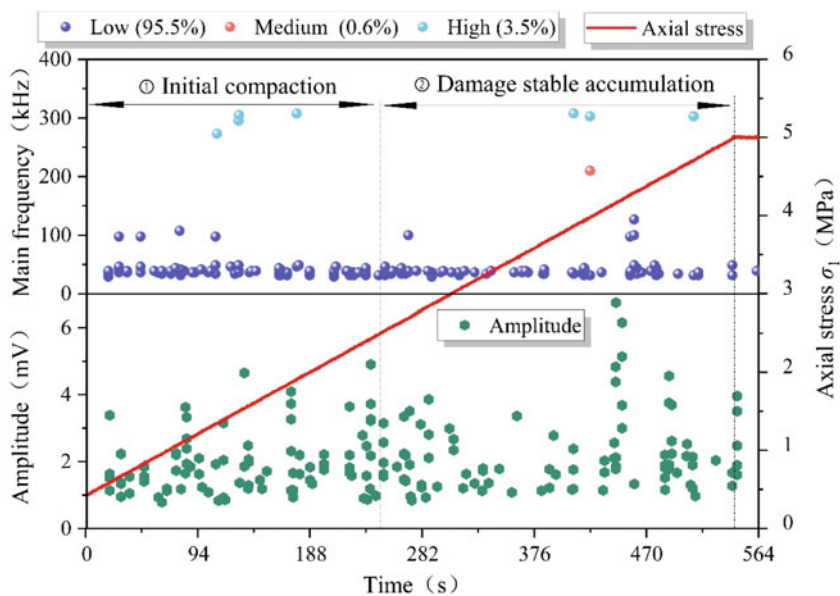 Low (95.5%) Medium (0.6%) High (3.5%) Axial stress
① Initial compaction ② Damage stable accumulation
Main frequency (kHz)
400
300
200
100
0
Amplitude
Amplitude (mV)
6
4
2
0
Axial stress σ1 (MPa)
6
5
4
3
2
1
0
0 94 188 282 376 470 564
Time (s)